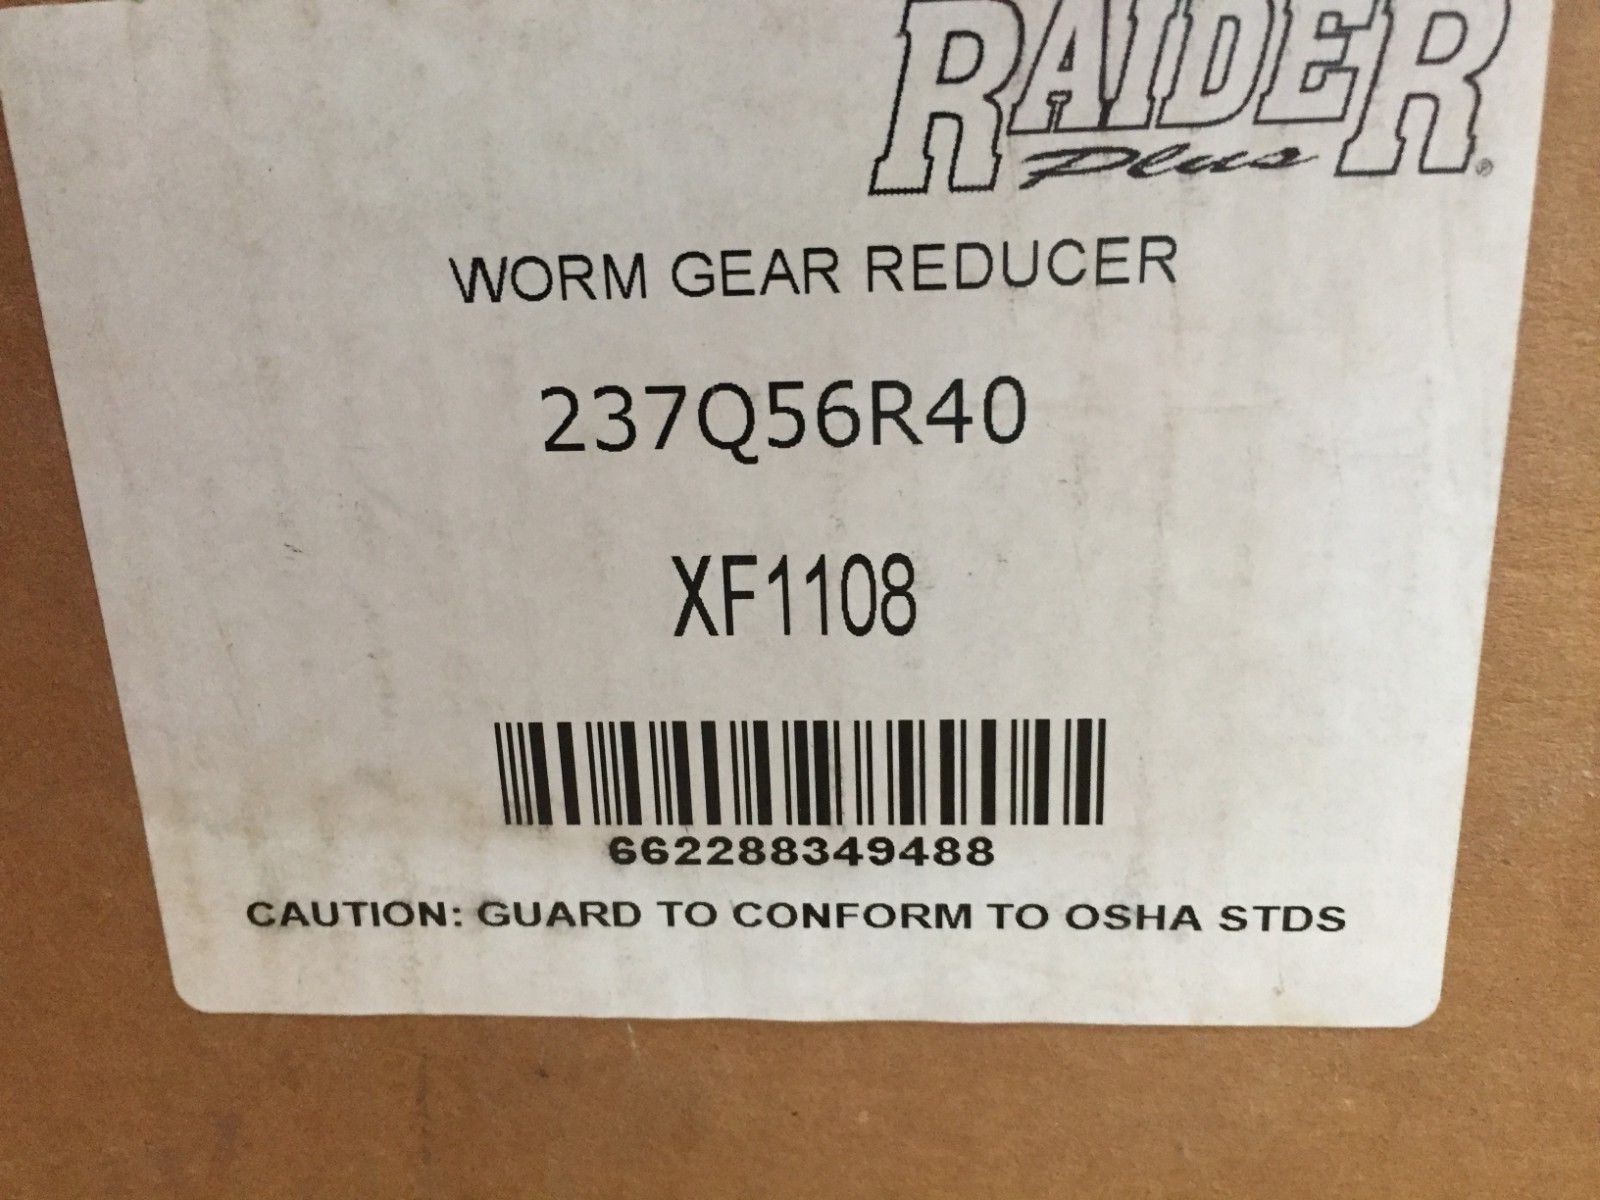 RAIDER
Plus®
WORM GEAR REDUCER
237Q56R40
XF1108
662288349488
CAUTION: GUARD TO CONFORM TO OSHA STDS